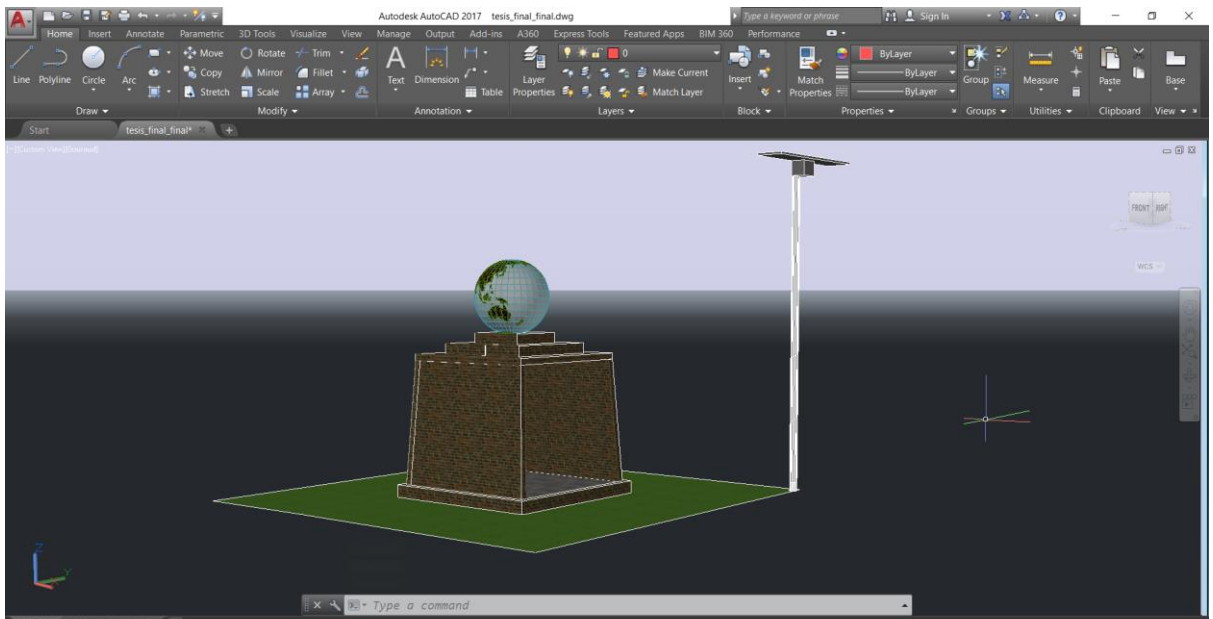 Autodesk AutoCAD 2017 tesis_final_final.dwg Type a keyword or phrase Sign In
Home Insert Annotate Parametric 3D Tools Visualize View Manage Output Add-ins A360 Express Tools Featured Apps BIM 360 Performance
Line Polyline Circle Arc
Move Rotate Trim
Copy Mirror Fillet
Stretch Scale Array
Text Dimension Table
Layer Properties
0
Make Current
Match Layer
Insert
Match Properties
ByLayer
ByLayer
ByLayer
Group Measure Paste Base
Draw Modify Annotation Layers Block Properties Groups Utilities Clipboard View
Start tesis_final_final*
FRONT
WCS
Z
Y
Type a command